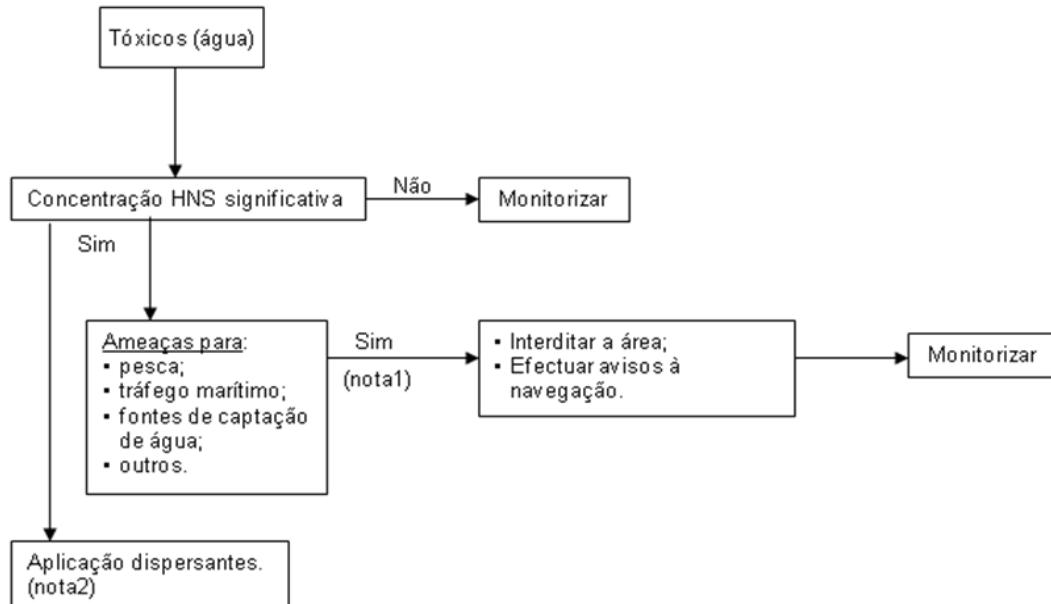 Tóxicos (água)
Concentração HNS significativa
Não
Monitorizar
Sim
Ameaças para:
▪ pesca;
▪ tráfego marítimo;
▪ fontes de captação
de água;
▪ outros.
Sim
(nota1)
▪ Interditar a área;
▪ Efectuar avisos à
navegação.
Monitorizar
Aplicação dispersantes.
(nota2)